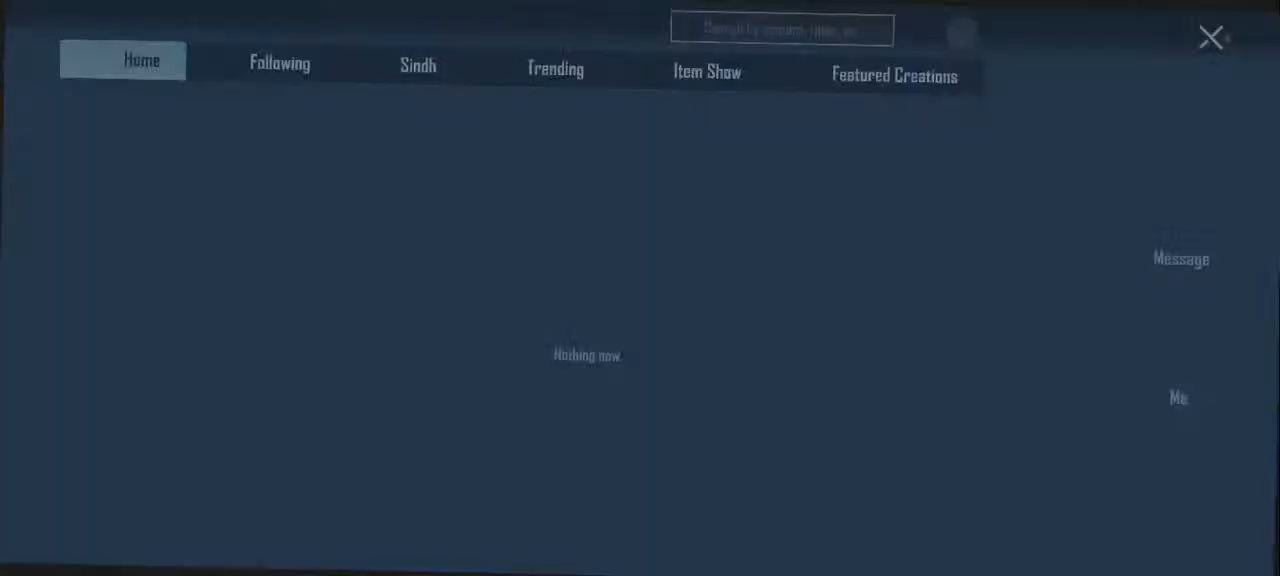 Home
Following
Sindh
Trending
Item Show
Featured Creations
Message
Nothing now
Me